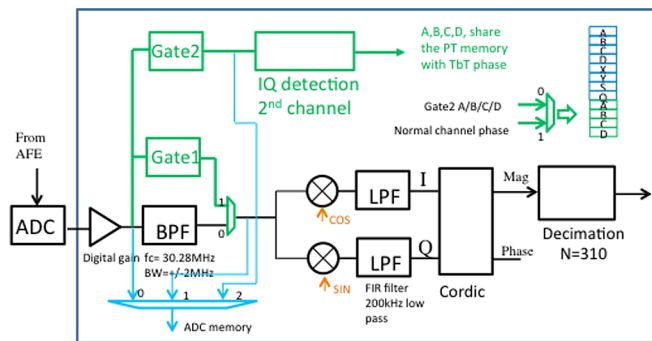 Gate2
IQ detection
2nd channel
A,B,C,D, share
the PT memory
with TbT phase
A
B
C
D
X
Y
S
Q
A
B
C
D
0
Gate2 A/B/C/D
Normal channel phase
1
From
AFE
Gate1
1
0
ADC
Digital gain
BPF
fc= 30.28MHz
BW=+/-2MHz
COS
LPF
I
SIN
LPF
Q
FIR filter
200kHz low
pass
Cordic
Mag
Phase
Decimation
N=310
0
1
2
ADC memory